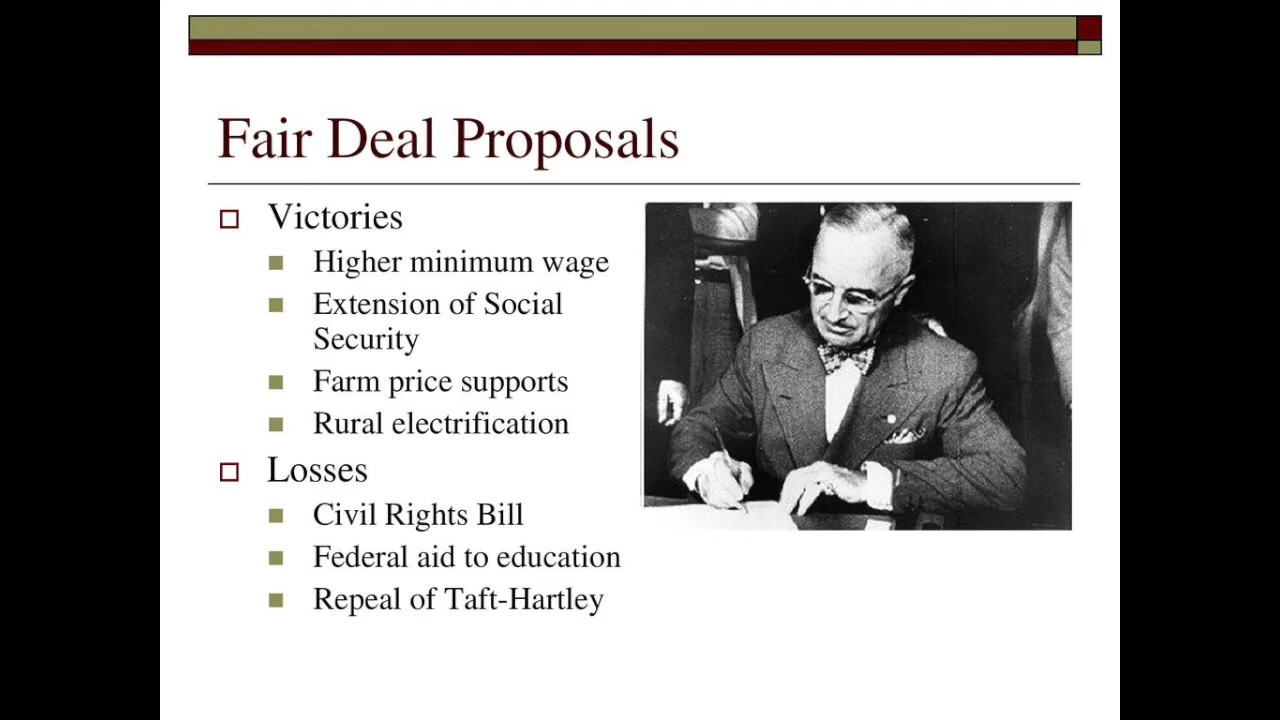 Fair Deal Proposals
Victories
Higher minimum wage
Extension of Social
Security
Farm price supports
Rural electrification
Losses
Civil Rights Bill
Federal aid to education
Repeal of Taft-Hartley